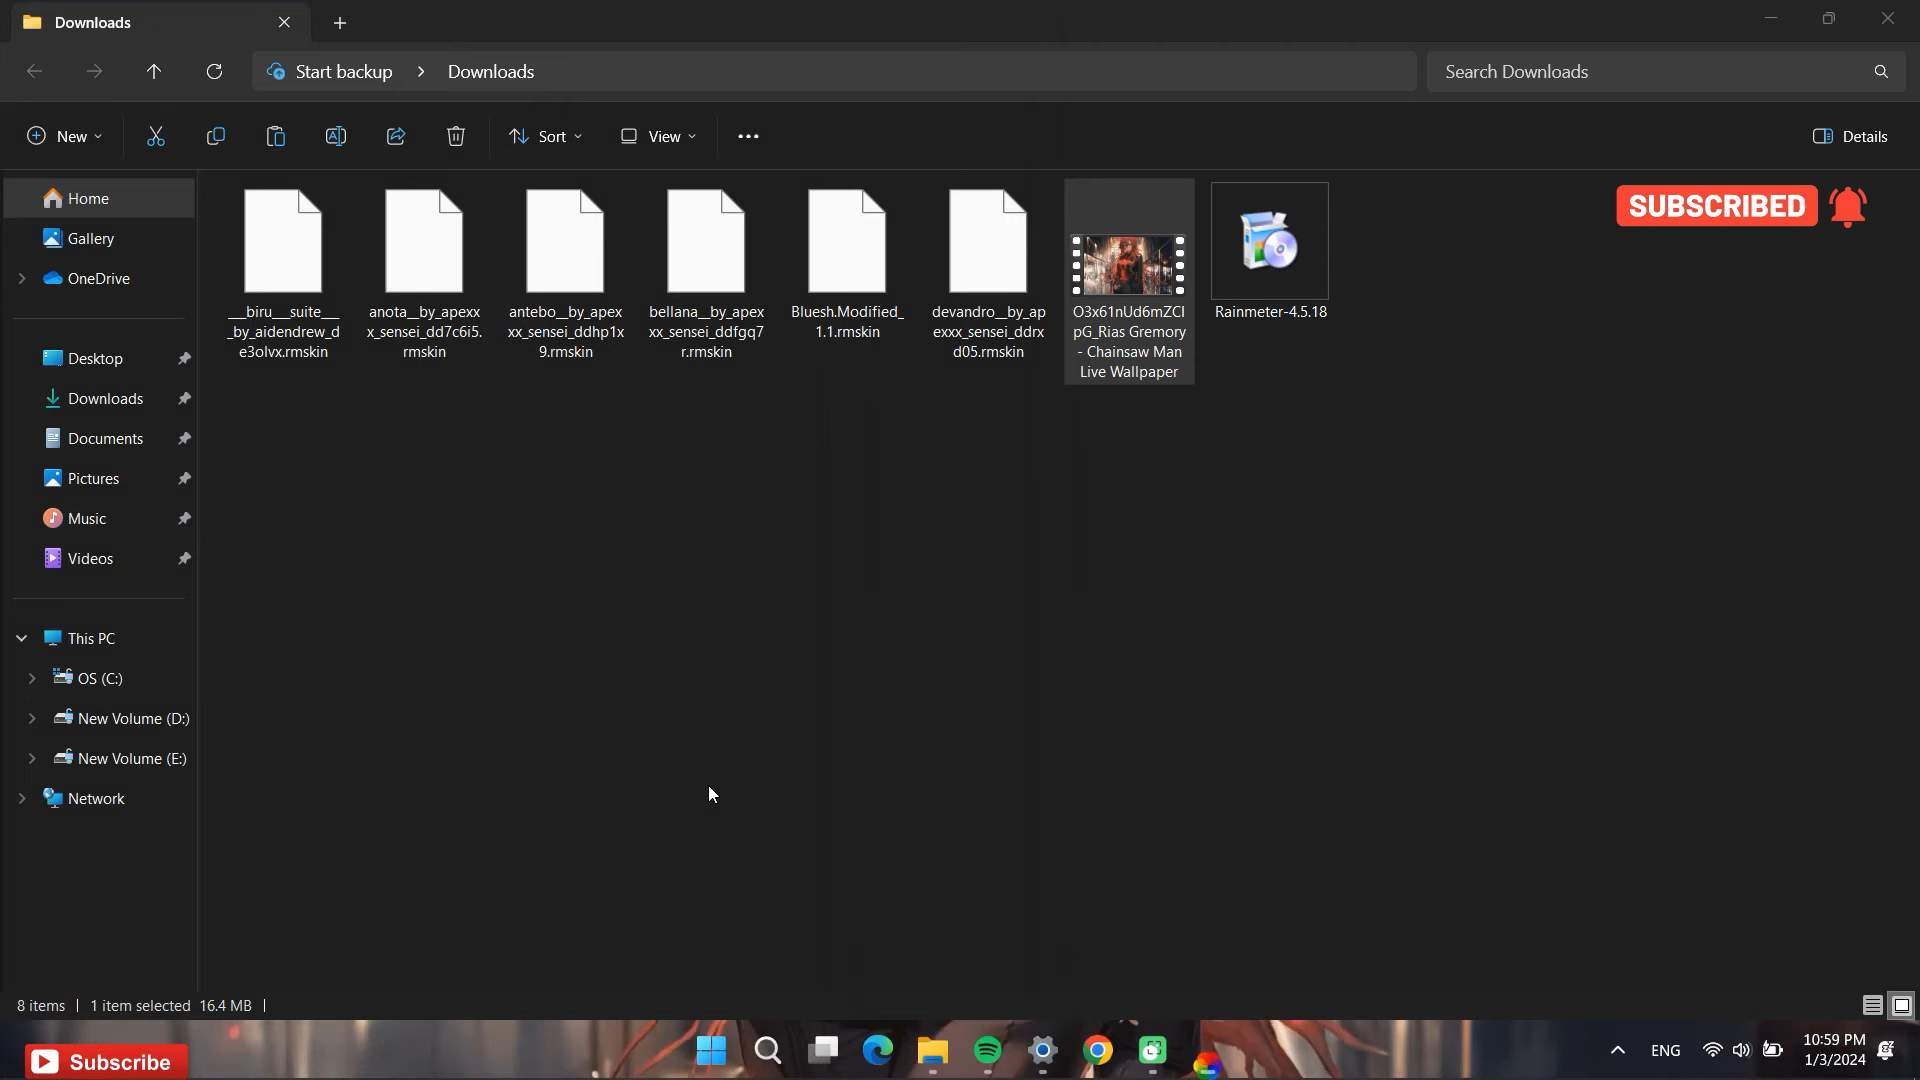 Downloads
Start backup > Downloads
Search Downloads
New
Sort
View
Details
Home
Gallery
OneDrive
Desktop
Downloads
Documents
Pictures
Music
Videos
This PC
OS (C:)
New Volume (D:)
New Volume (E:)
Network
__biru__suite__
_by_aidendrew_d
e3olvx.rmskin
anota__by_apexx
x_sensei_dd7c6i5.
rmskin
antebo__by_apex
xx_sensei_ddhp1x
9.rmskin
bellana__by_apex
xx_sensei_ddfgq7
r.rmskin
Bluesh.Modified_
1.1.rmskin
devandro__by_ap
exxx_sensei_ddrx
d05.rmskin
O3x61nUd6mZCl
pG_Rias Gremory
- Chainsaw Man
Live Wallpaper
Rainmeter-4.5.18
SUBSCRIBED
8 items
1 item selected 16.4 MB
Subscribe
ENG
10:59 PM
1/3/2024